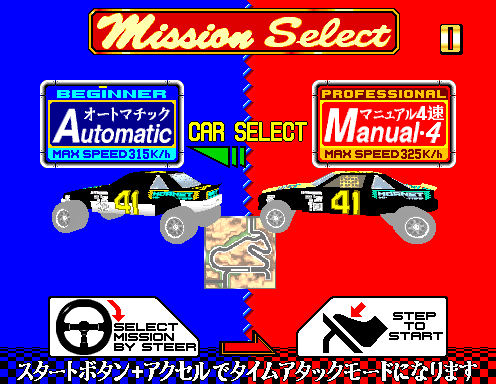 Mission Select
0
BEGINNER
オートマチック
Automatic
MAX SPEED 315K/h
PROFESSIONAL
マニュアル4速
Manual-4
MAX SPEED 325K/h
CAR SELECT
41
HORNET
41
HORNET
SELECT
MISSION
BY STEER
STEP
TO
START
スタートボタン+アクセルでタイムアタックモードになります